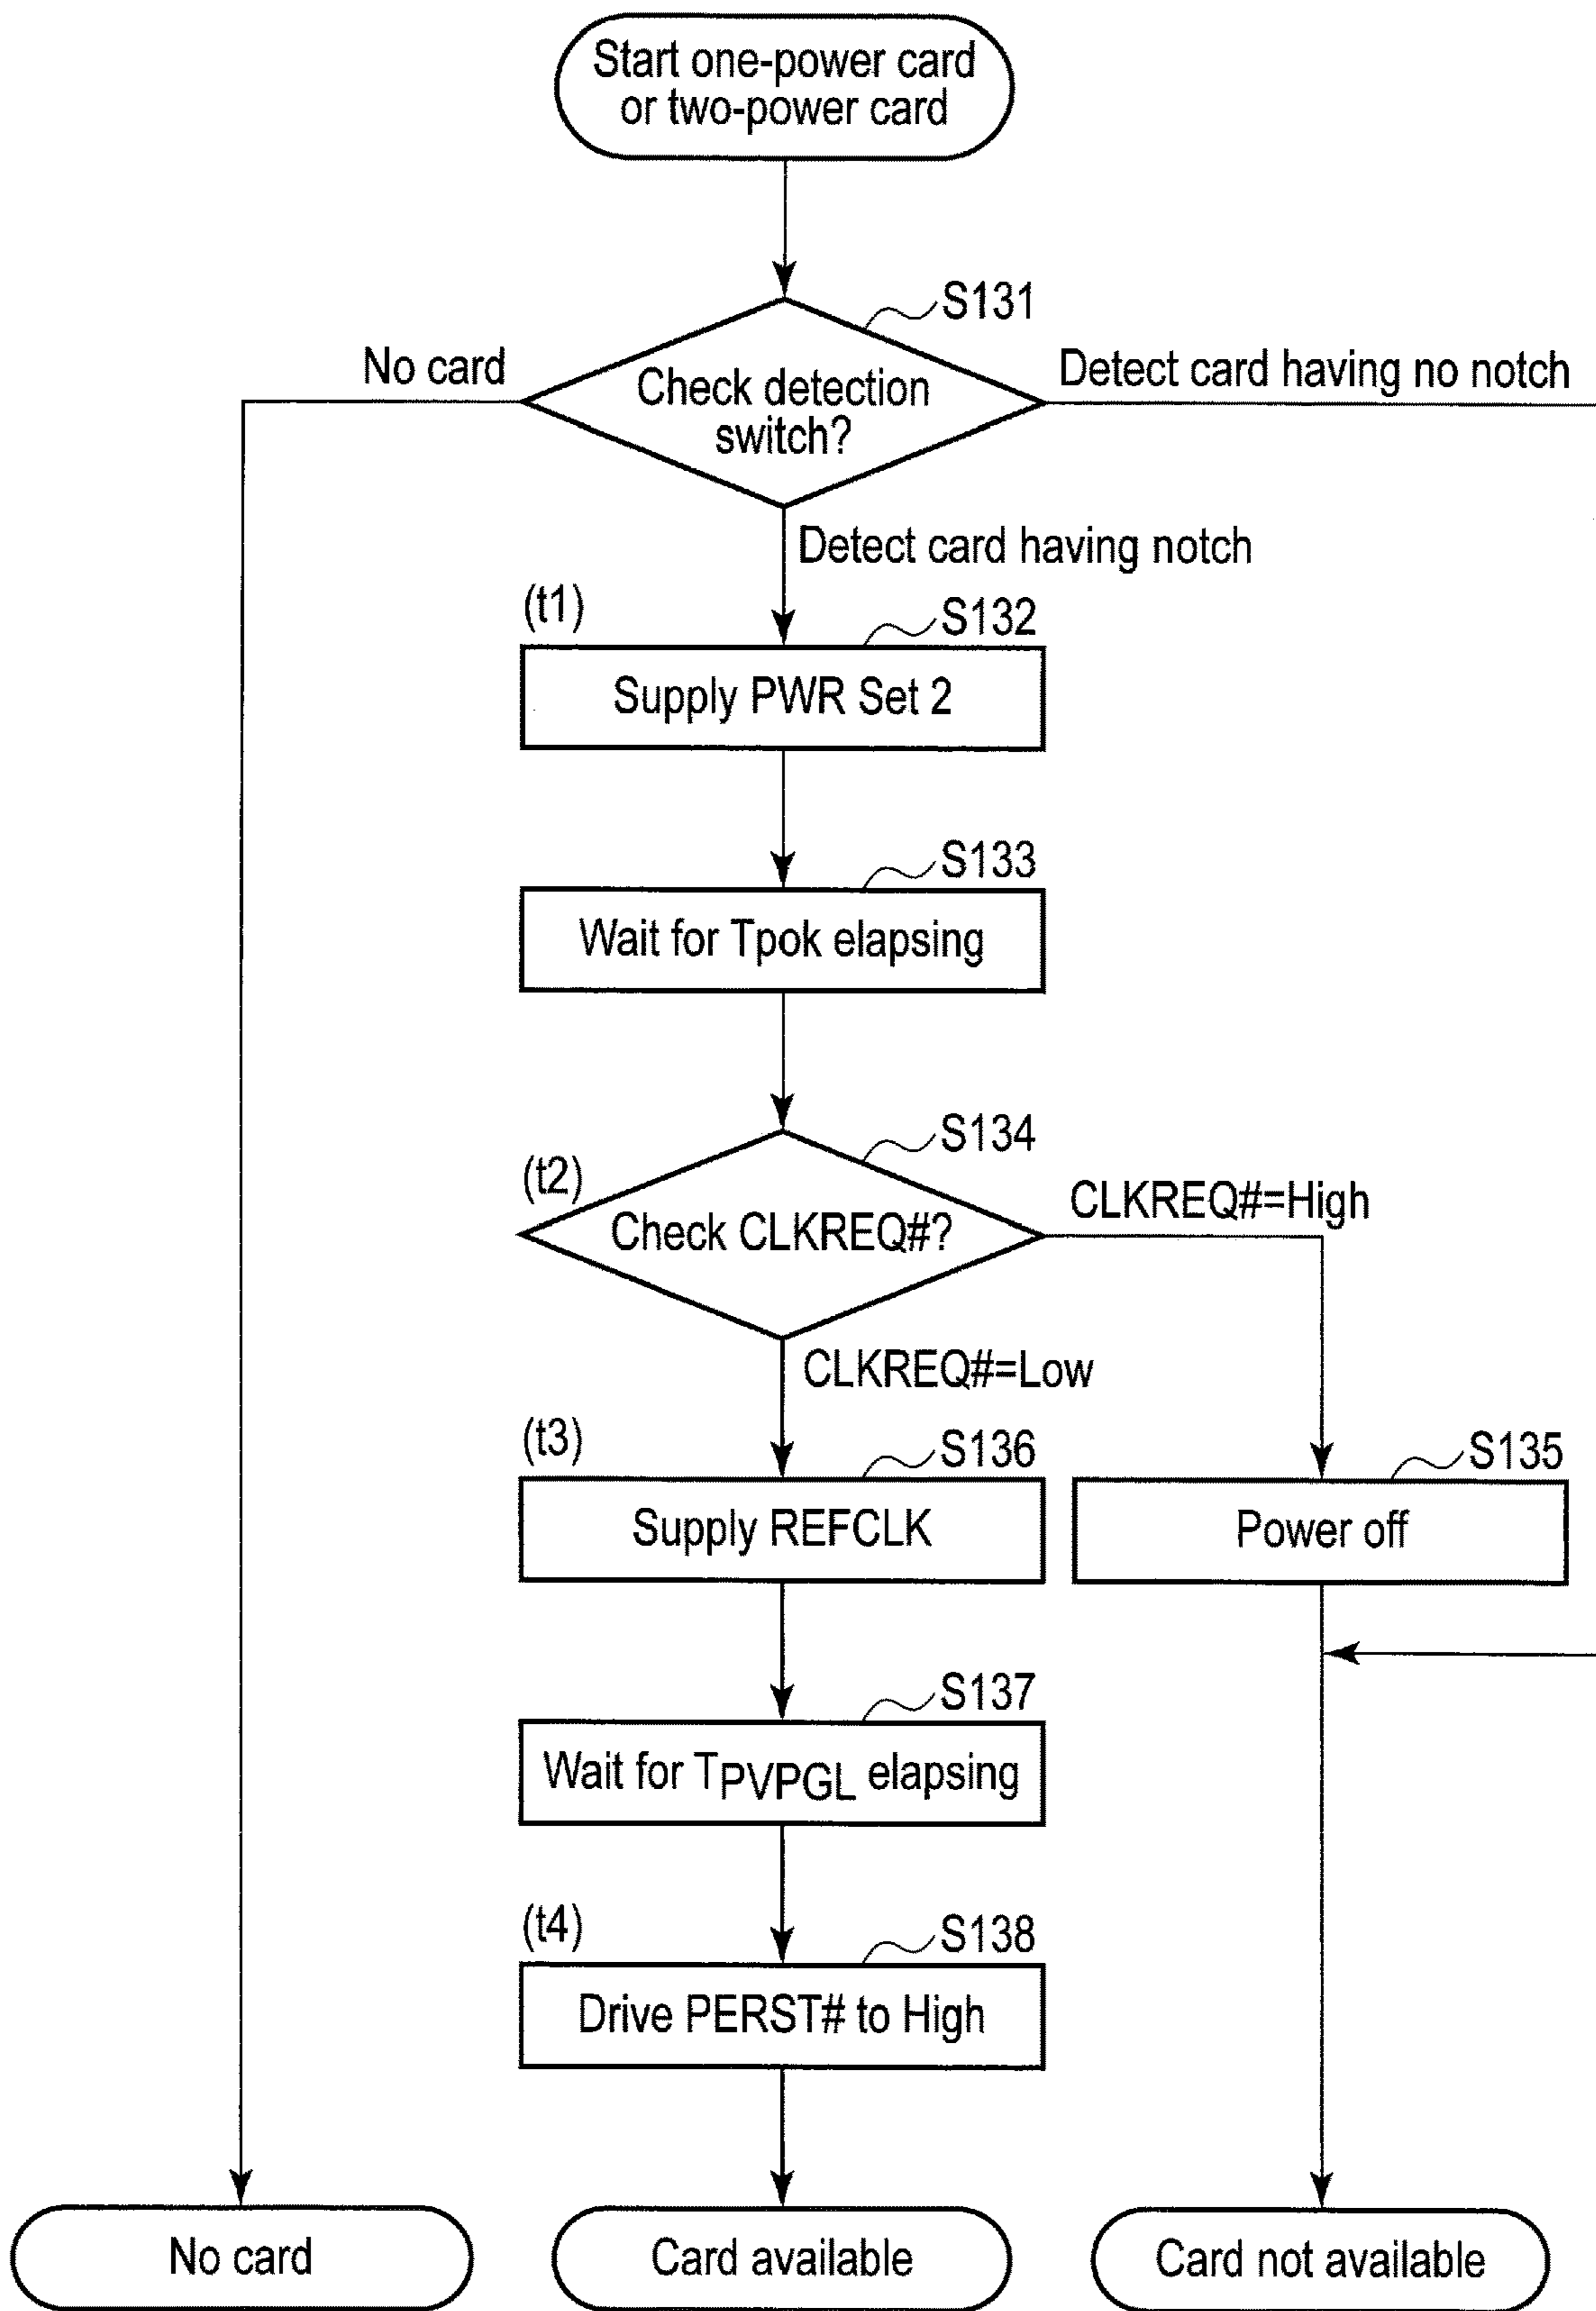 Start one-power card
or two-power card
S131
No card
Check detection
switch?
Detect card having no notch
Detect card having notch
(t1)
S132
Supply PWR Set 2
S133
Wait for Tpok elapsing
S134
(t2)
Check CLKREQ#?
CLKREQ#=High
CLKREQ#=Low
(t3)
S136
S135
Supply REFCLK
Power off
S137
Wait for TPVPGL elapsing
(t4)
S138
Drive PERST# to High
No card
Card available
Card not available